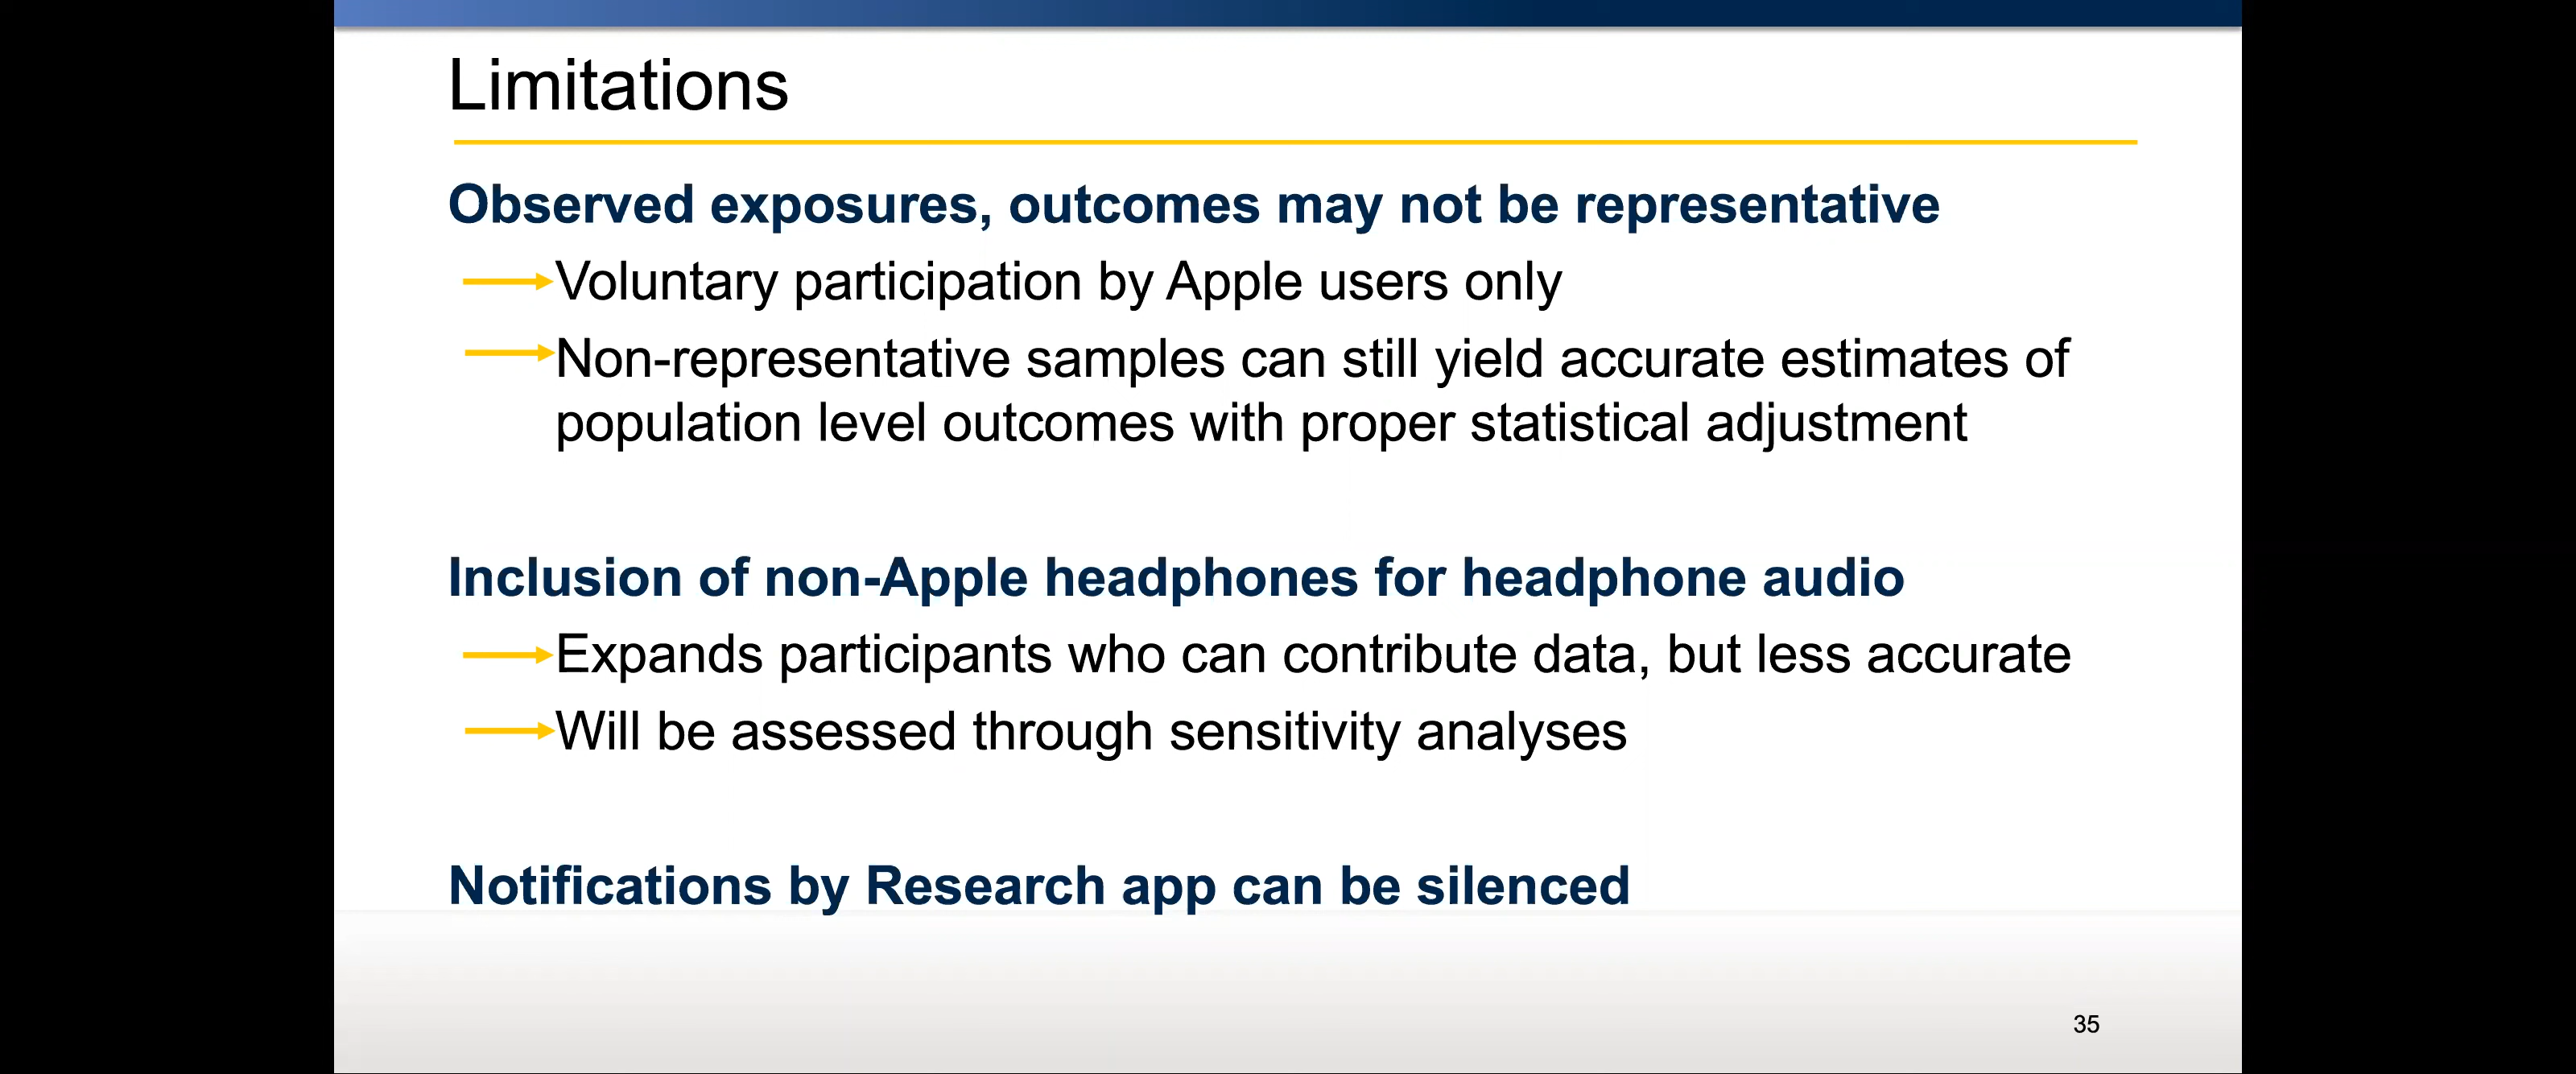 Limitations
Observed exposures, outcomes may not be representative
Voluntary participation by Apple users only
Non-representative samples can still yield accurate estimates of
population level outcomes with proper statistical adjustment
Inclusion of non-Apple headphones for headphone audio
Expands participants who can contribute data, but less accurate
Will be assessed through sensitivity analyses
Notifications by Research app can be silenced
35